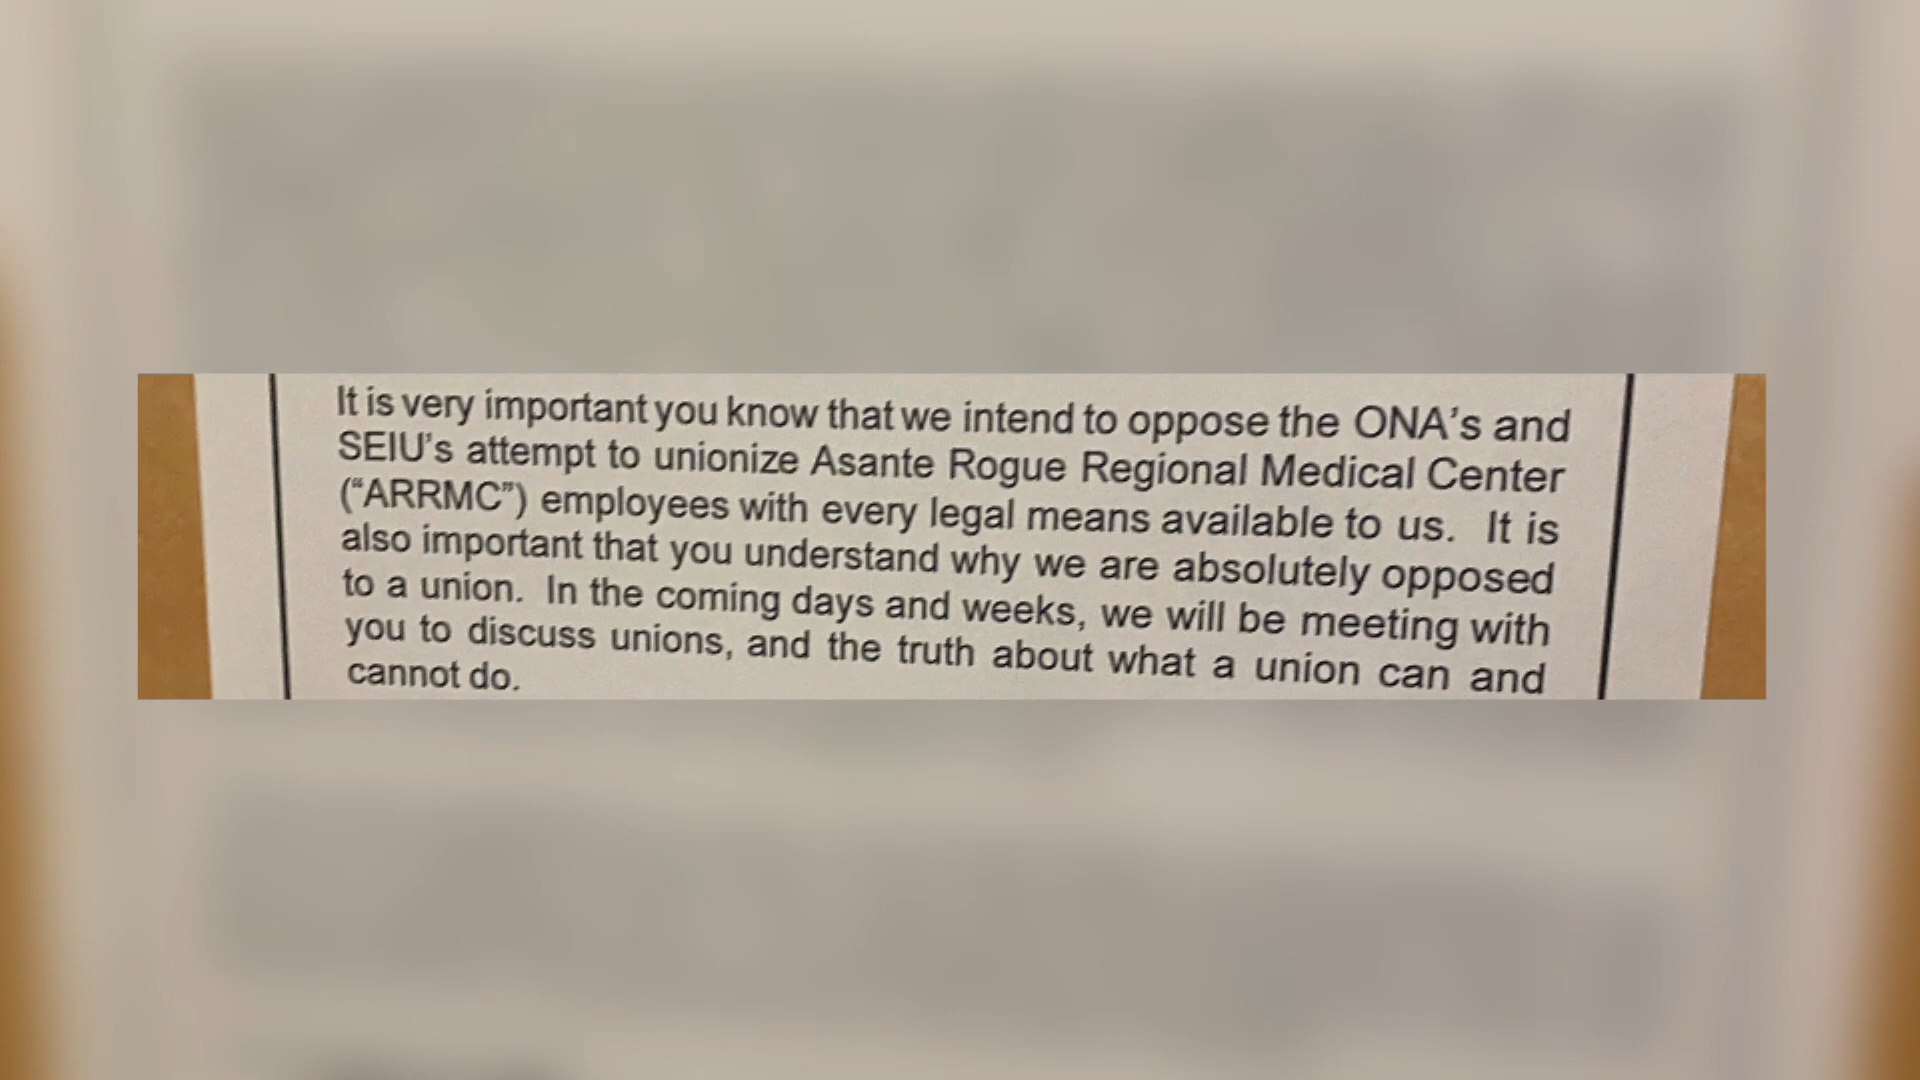 It is very important you know that we intend to oppose the ONA's and
SEIU's attempt to unionize Asante Rogue Regional Medical Center
("ARRMC") employees with every legal means available to us. It is
also important that you understand why we are absolutely opposed
to a union. In the coming days and weeks, we will be meeting with
you to discuss unions, and the truth about what a union can and
cannot do.